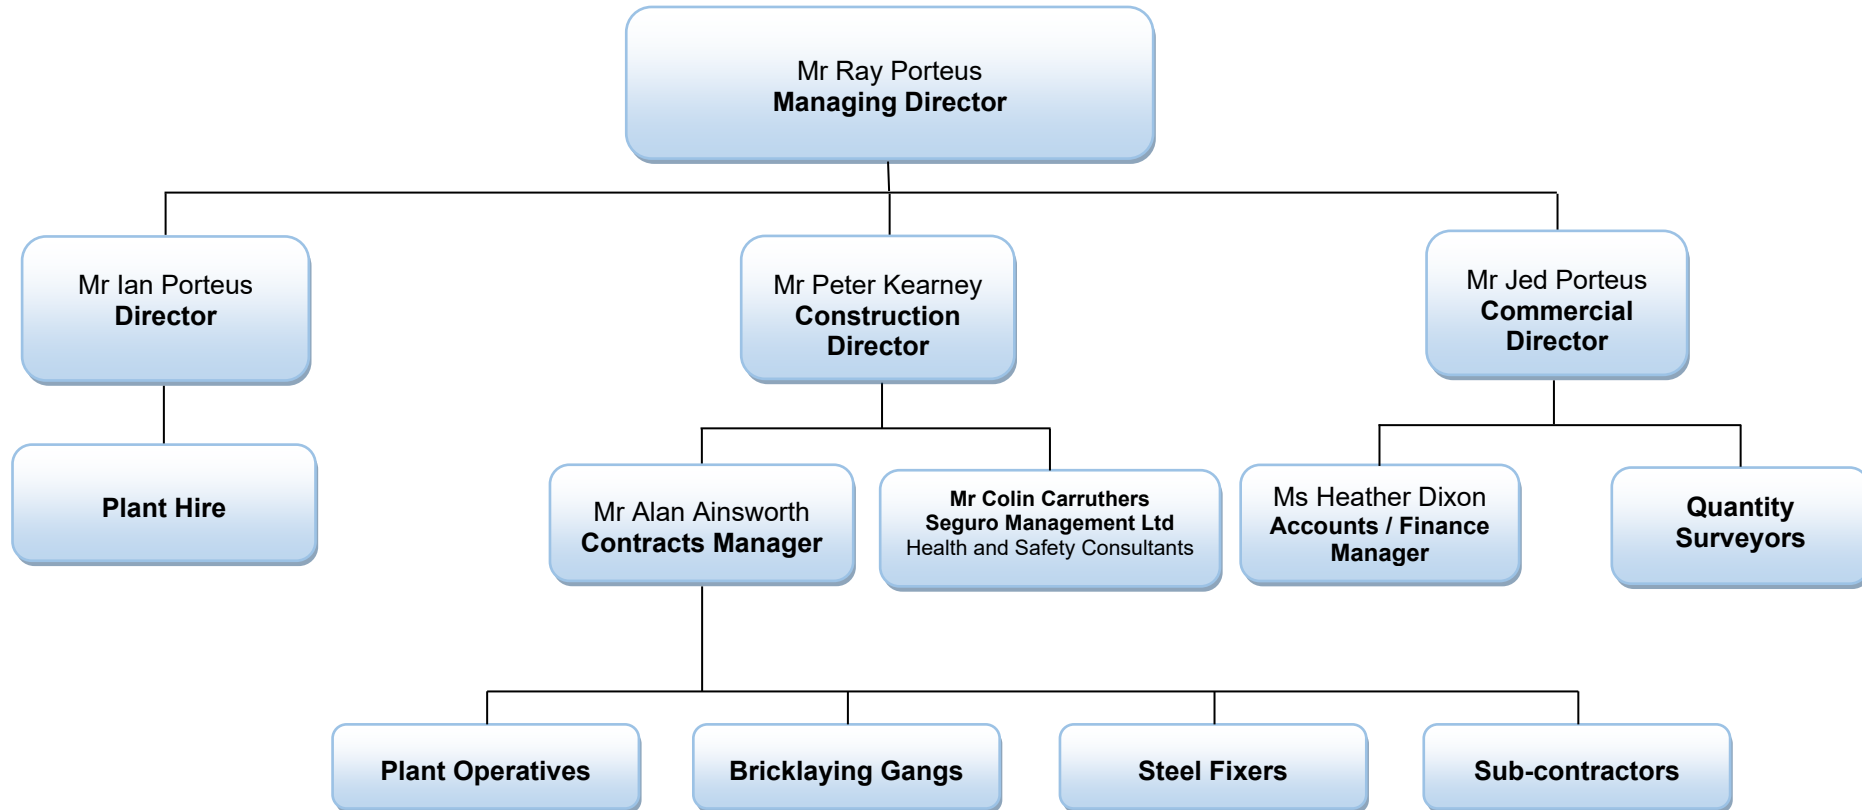 Mr Ray Porteus
Managing Director
Mr Ian Porteus
Director
Mr Peter Kearney
Construction
Director
Mr Jed Porteus
Commercial
Director
Plant Hire
Mr Alan Ainsworth
Contracts Manager
Mr Colin Carruthers
Seguro Management Ltd
Health and Safety Consultants
Ms Heather Dixon
Accounts / Finance
Manager
Quantity
Surveyors
Plant Operatives
Bricklaying Gangs
Steel Fixers
Sub-contractors